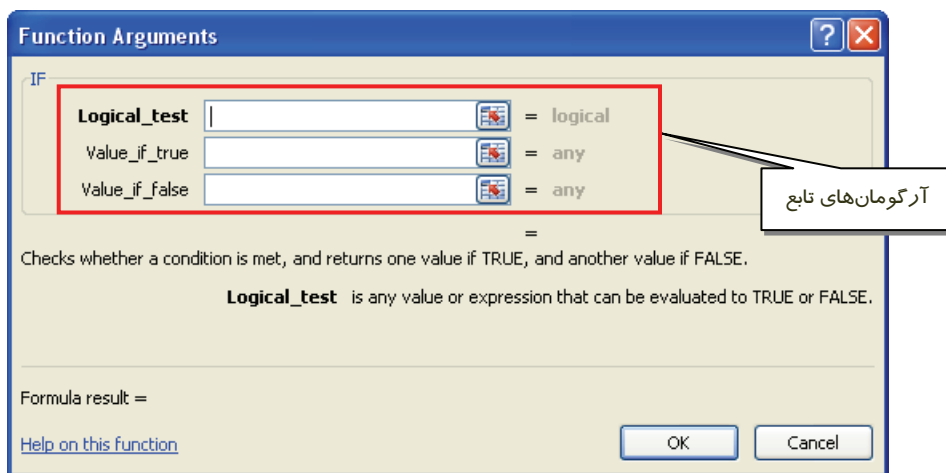 Function Arguments
IF
Logical_test = logical
Value_if_true = any
Value_if_false = any
آرگومان‌های تابع
=
Checks whether a condition is met, and returns one value if TRUE, and another value if FALSE.
Logical_test is any value or expression that can be evaluated to TRUE or FALSE.
Formula result =
Help on this function
OK Cancel